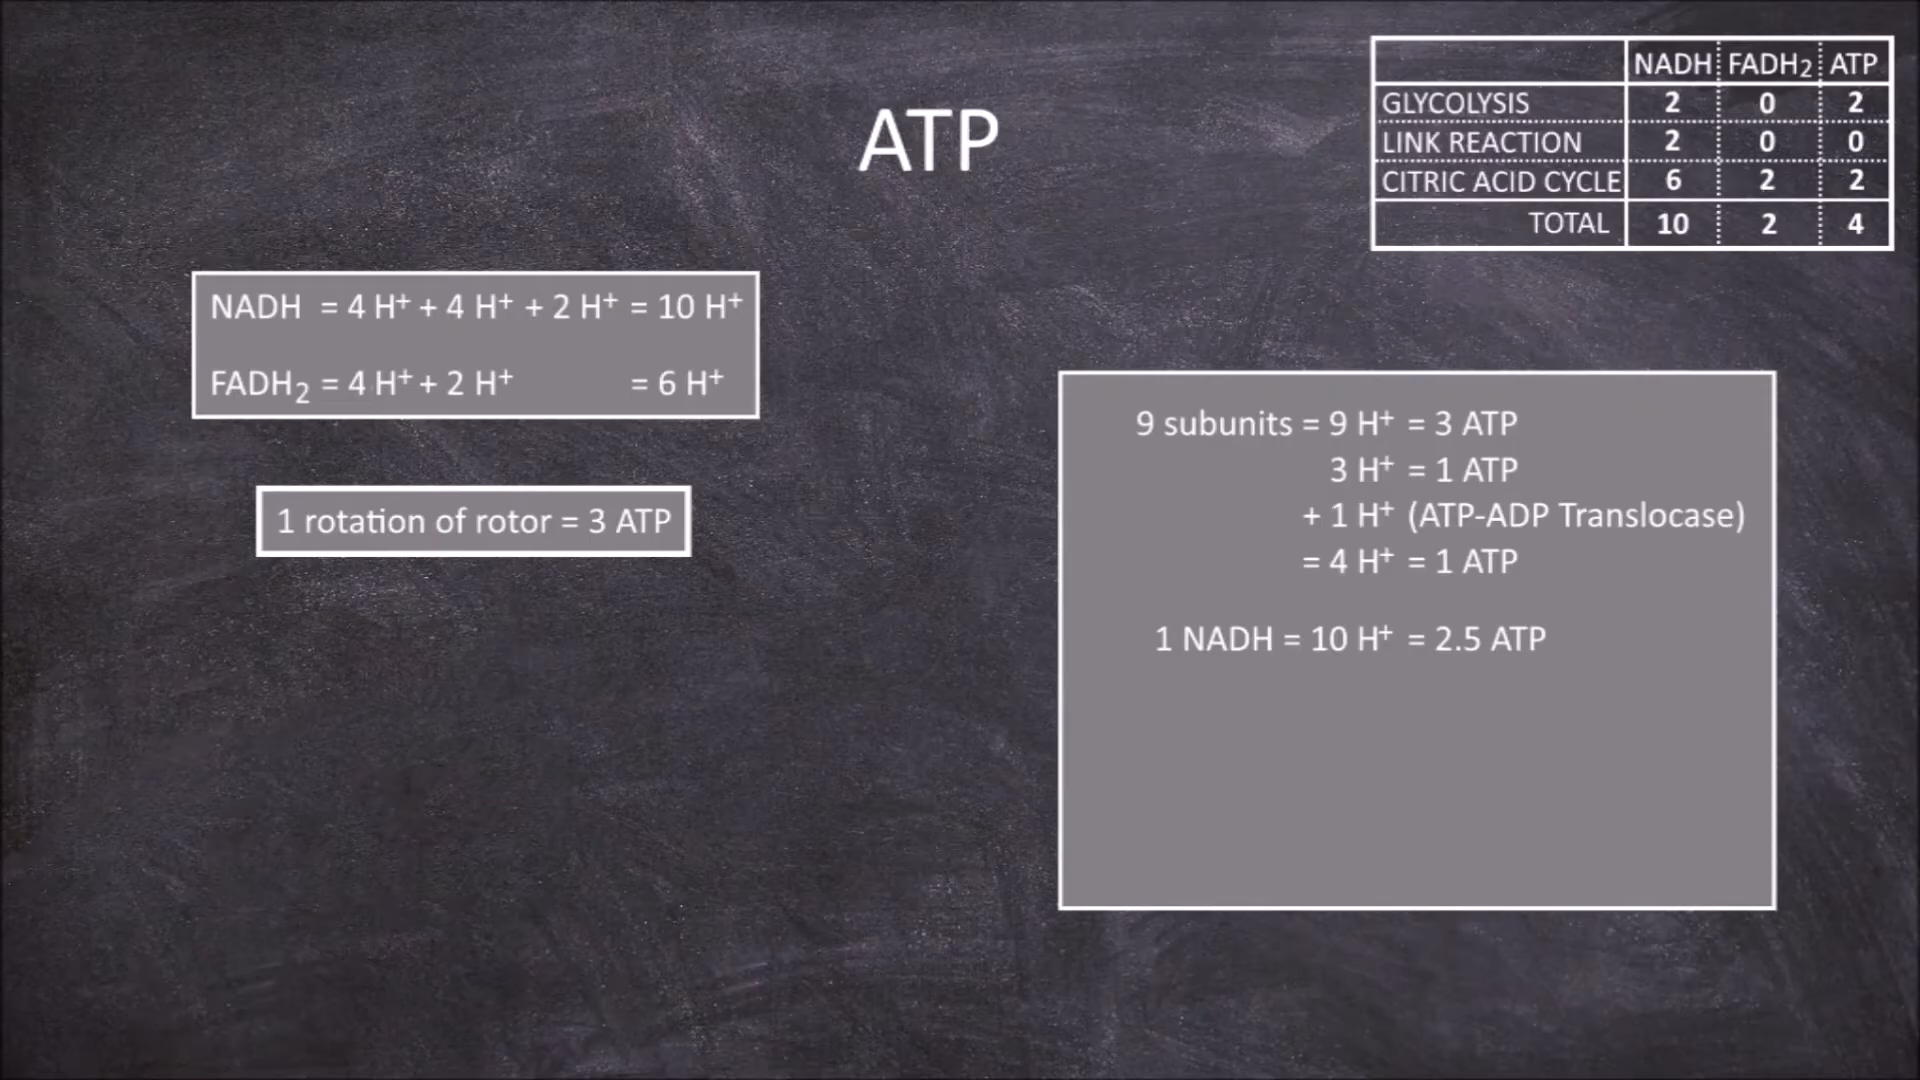 ATP
NADH FADH₂ ATP
GLYCOLYSIS 2 0 2
LINK REACTION 2 0 0
CITRIC ACID CYCLE 6 2 2
TOTAL 10 2 4
NADH = 4 H⁺ + 4 H⁺ + 2 H⁺ = 10 H⁺
FADH₂ = 4 H⁺ + 2 H⁺ = 6 H⁺
1 rotation of rotor = 3 ATP
9 subunits = 9 H⁺ = 3 ATP
3 H⁺ = 1 ATP
+ 1 H⁺ (ATP-ADP Translocase)
= 4 H⁺ = 1 ATP
1 NADH = 10 H⁺ = 2.5 ATP